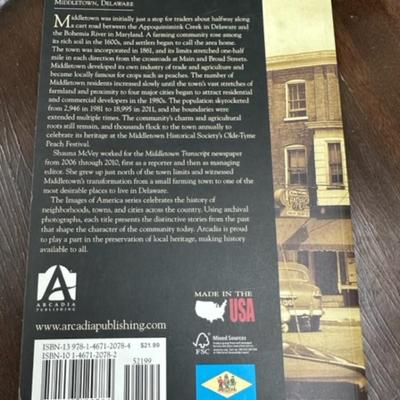 MIDDLETOWN, DELAWARE
Middletown was initially just a stop for traders about halfway along
a cart road between the Appoquinimink Creek in Delaware and
the Bohemia River in Maryland. A farming community rose among
its rich soil in the 1600s, and settlers began to call the area home.
The town was incorporated in 1861, and its limits stretched one-half
mile in each direction from the crossroads at Main and Broad Streets.
Middletown developed its own industry of trade and agriculture and
became locally famous for crops such as peaches. The number of
Middletown residents increased slowly until the town's vast stretches of
farmland and proximity to four major cities began to attract residential
and commercial developers in the 1980s. The population skyrocketed
from 2,946 in 1981 to 18,995 in 2011, and the boundaries were
extended multiple times. The community's charm and agricultural
roots still remain, and thousands flock to the town annually to
celebrate its heritage at the Middletown Historical Society's Olde-Tyme
Peach Festival.
Shauna McVey worked for the Middletown Transcript newspaper
from 2006 through 2010, first as a reporter and then as managing
editor. She grew up just north of the town limits and witnessed
Middletown's transformation from a small farming town to one of the
most desirable places to live in Delaware.
The Images of America series celebrates the history of
neighborhoods, towns, and cities across the country. Using archival
photographs, each title presents the distinctive stories from the past
that shape the character of the community today. Arcadia is proud
to play a part in the preservation of local heritage, making history
available to all.
A
ARCADIA
PUBLISHING
www.arcadiapublishing.com
MADE IN THE
USA
FSC
Mixed Sources
ISBN-13 978-1-4671-2078-4
$21.99
ISBN-10 1-4671-2078-2
52199